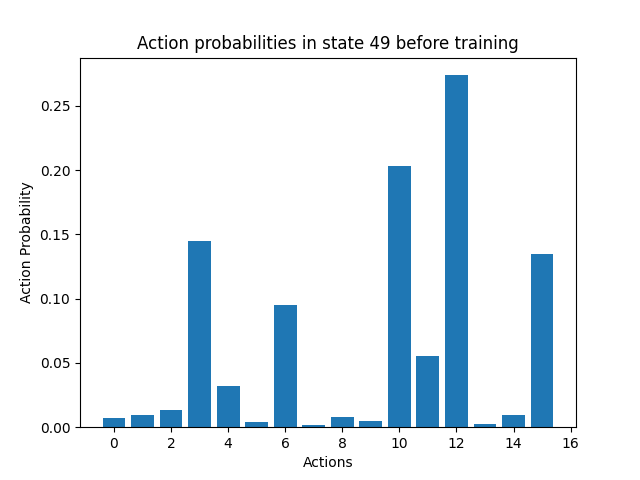 Action probabilities in state 49 before training
Action Probability
0.25
0.20
0.15
0.10
0.05
0.00
0 2 4 6 8 10 12 14 16
Actions